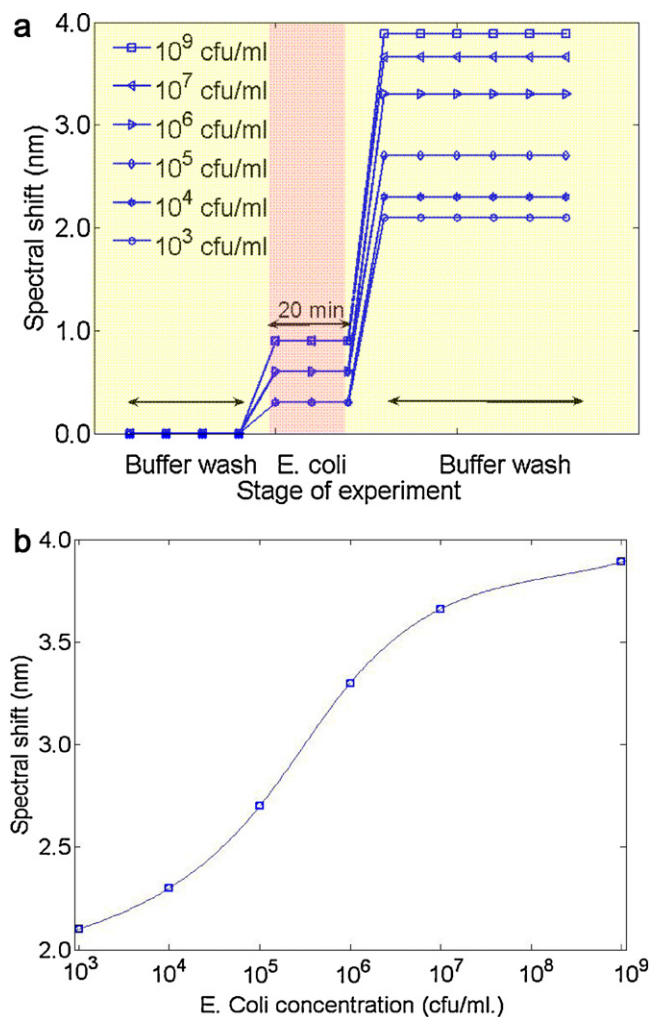 a
4.0
10⁹ cfu/ml
10⁷ cfu/ml
10⁶ cfu/ml
10⁵ cfu/ml
10⁴ cfu/ml
10³ cfu/ml
3.0
2.0
1.0
0.0
Spectral shift (nm)
20 min
Buffer wash E. coli Buffer wash
Stage of experiment
b
4.0
3.5
3.0
2.5
2.0
Spectral shift (nm)
10³ 10⁴ 10⁵ 10⁶ 10⁷ 10⁸ 10⁹
E. Coli concentration (cfu/ml.)